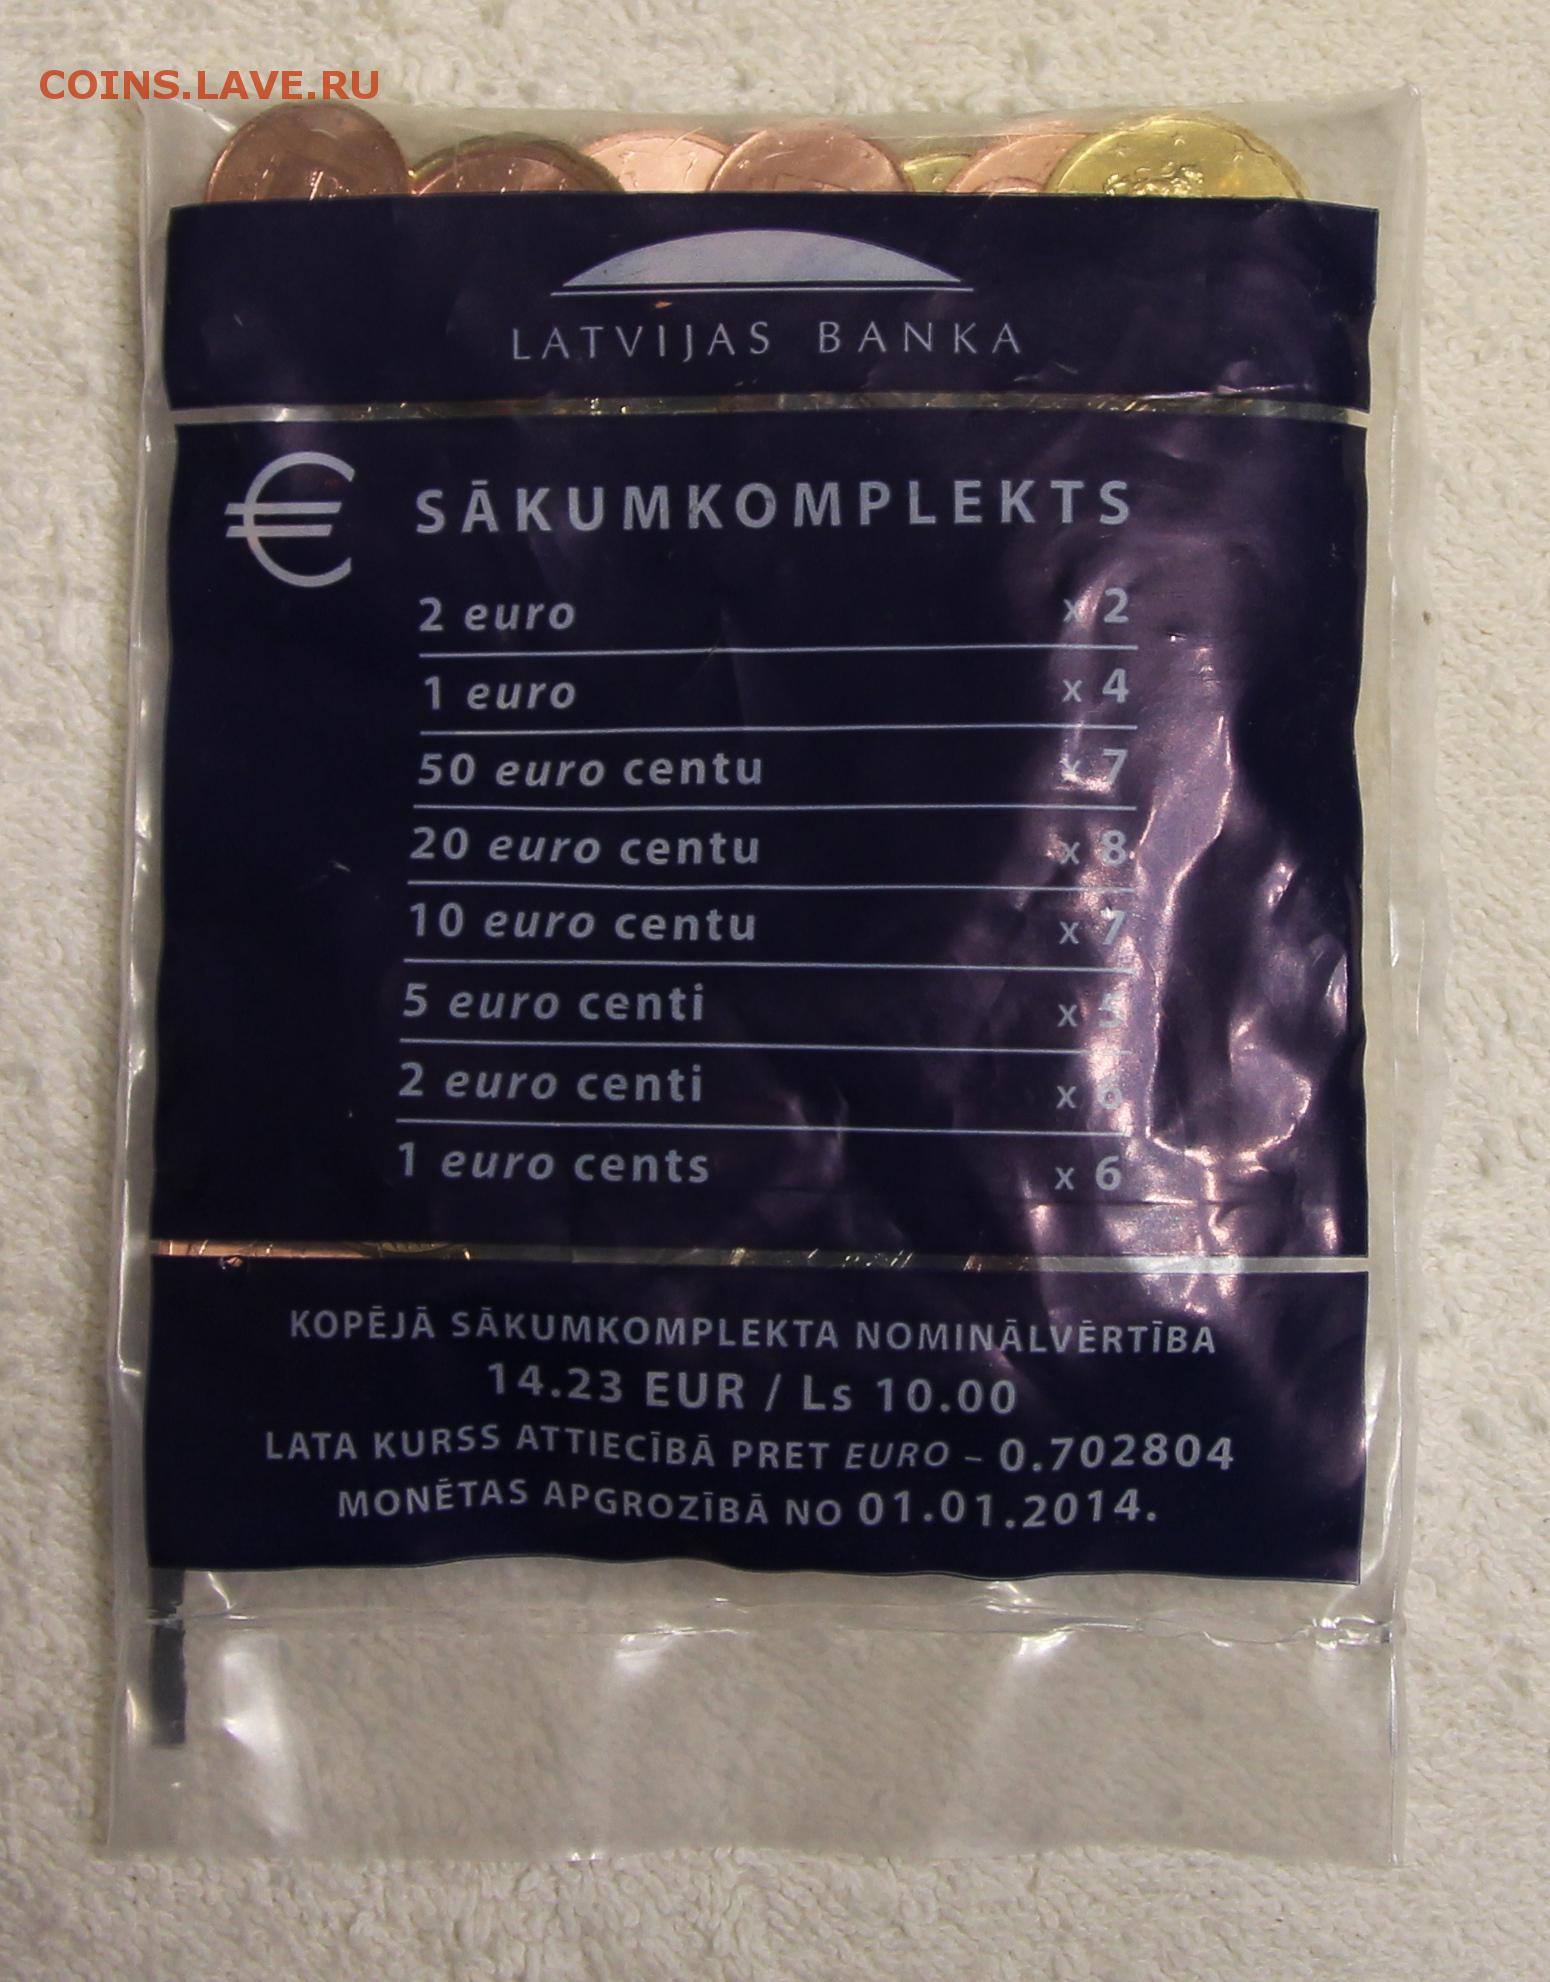 COINS.LAVE.RU
LATVIJAS BANKA
€ SĀKUMKOMPLEKTS
2 euro x 2
1 euro x 4
50 euro centu x 7
20 euro centu x 8
10 euro centu x 7
5 euro centi x 5
2 euro centi x 6
1 euro cents x 6
KOPĒJĀ SĀKUMKOMPLEKTA NOMINĀLVĒRTĪBA
14.23 EUR / Ls 10.00
LATA KURSS ATTIECĪBĀ PRET EURO – 0.702804
MONĒTAS APGROZĪBĀ NO 01.01.2014.